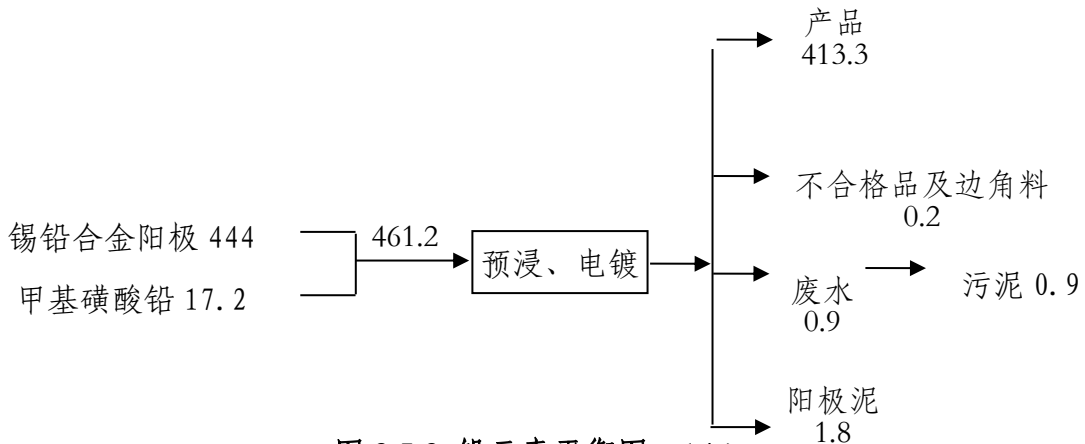 产品
413.3
不合格品及边角料
0.2
锡铅合金阳极 444
461.2
预浸、电镀
甲基磺酸铅 17.2
废水
0.9
污泥 0.9
阳极泥
1.8